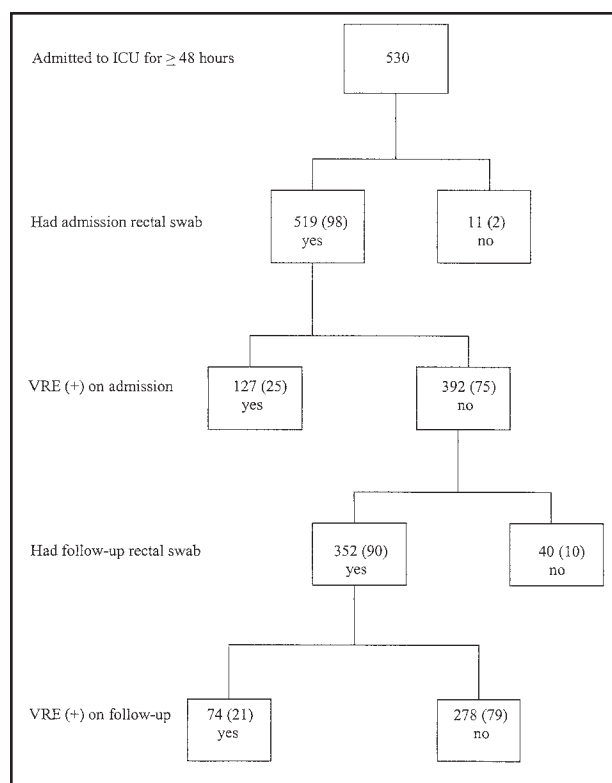 Admitted to ICU for ≥ 48 hours
530
Had admission rectal swab
519 (98)
yes
11 (2)
no
VRE (+) on admission
127 (25)
yes
392 (75)
no
Had follow-up rectal swab
352 (90)
yes
40 (10)
no
VRE (+) on follow-up
74 (21)
yes
278 (79)
no